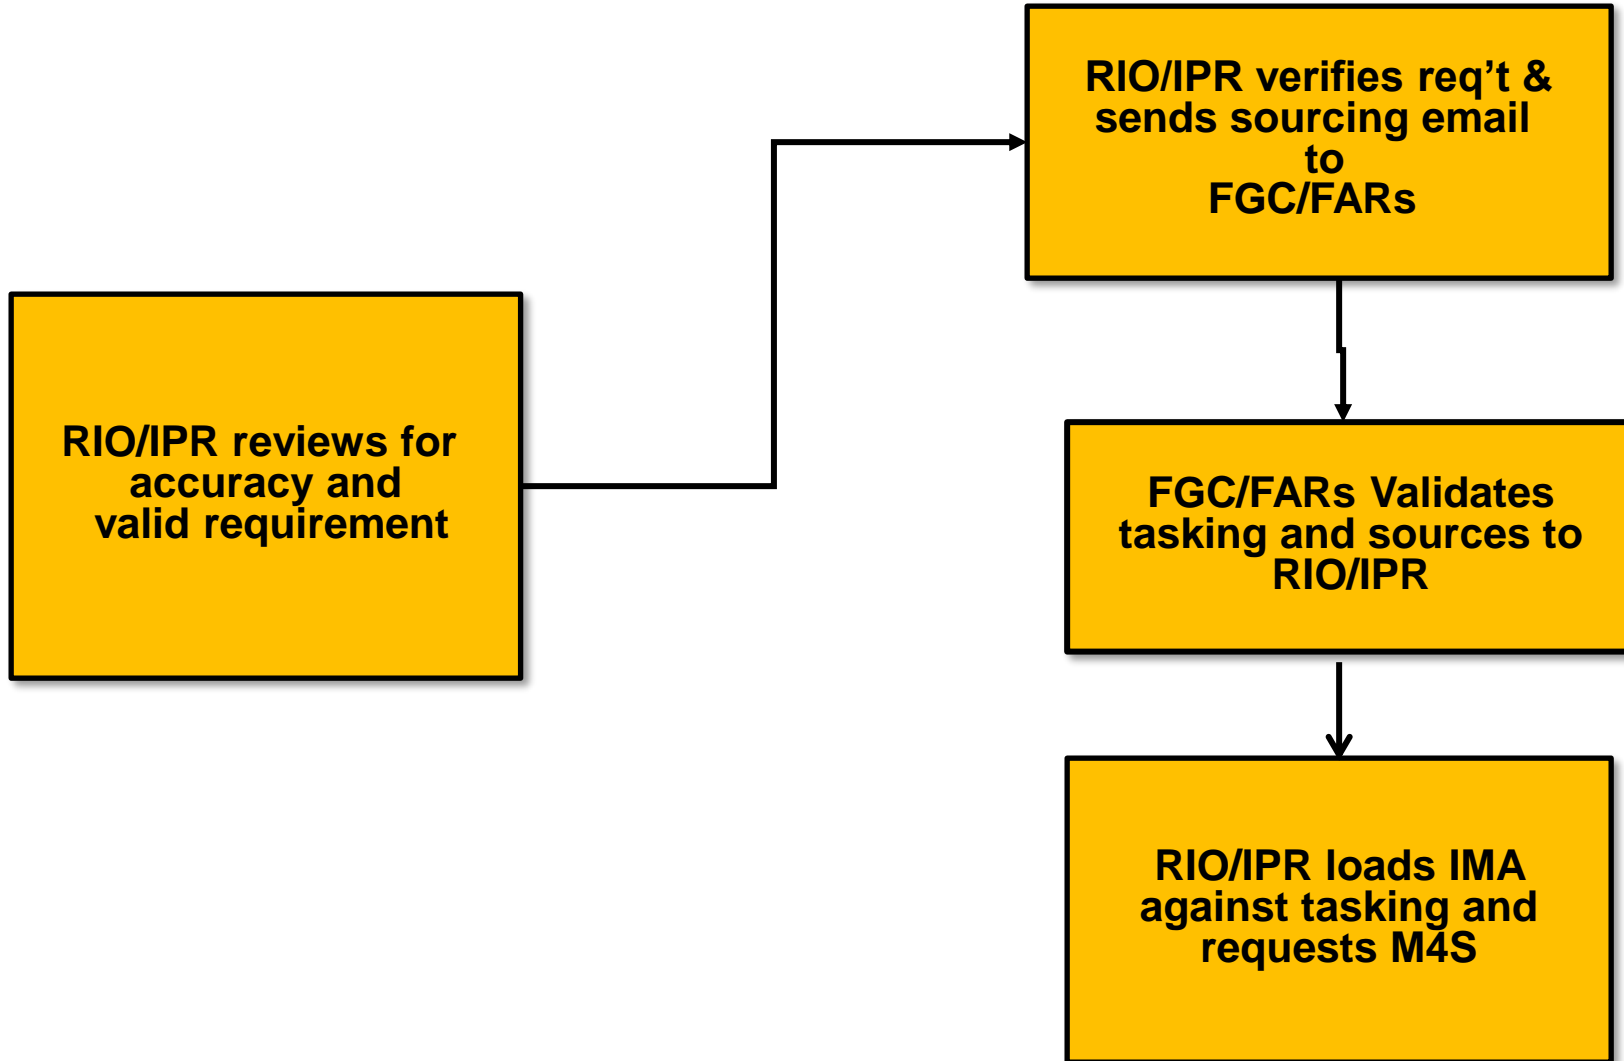 RIO/IPR reviews for
accuracy and
valid requirement
RIO/IPR verifies req’t &
sends sourcing email
to
FGC/FARs
FGC/FARs Validates
tasking and sources to
RIO/IPR
RIO/IPR loads IMA
against tasking and
requests M4S